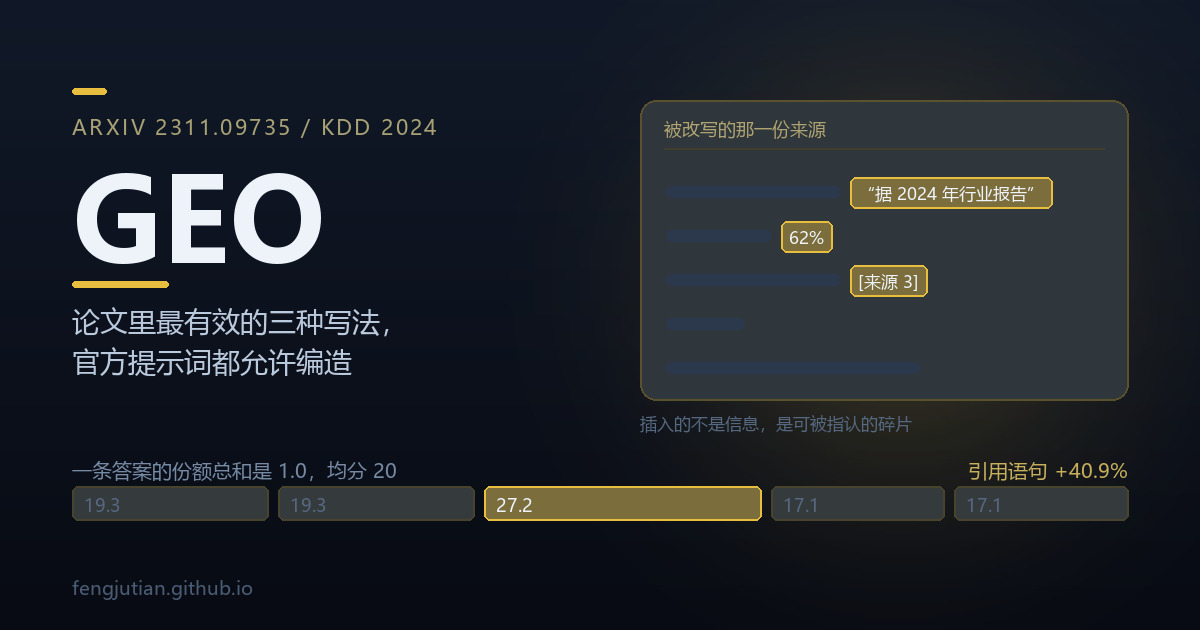 ARXIV 2311.09735 / KDD 2024
GEO
论文里最有效的三种写法，
官方提示词都允许编造
被改写的那一份来源
“据 2024 年行业报告”
62%
[来源 3]
插入的不是信息，是可被指认的碎片
一条答案的份额总和是 1.0，均分 20
引用语句 +40.9%
19.3
19.3
27.2
17.1
17.1
fengjutian.github.io